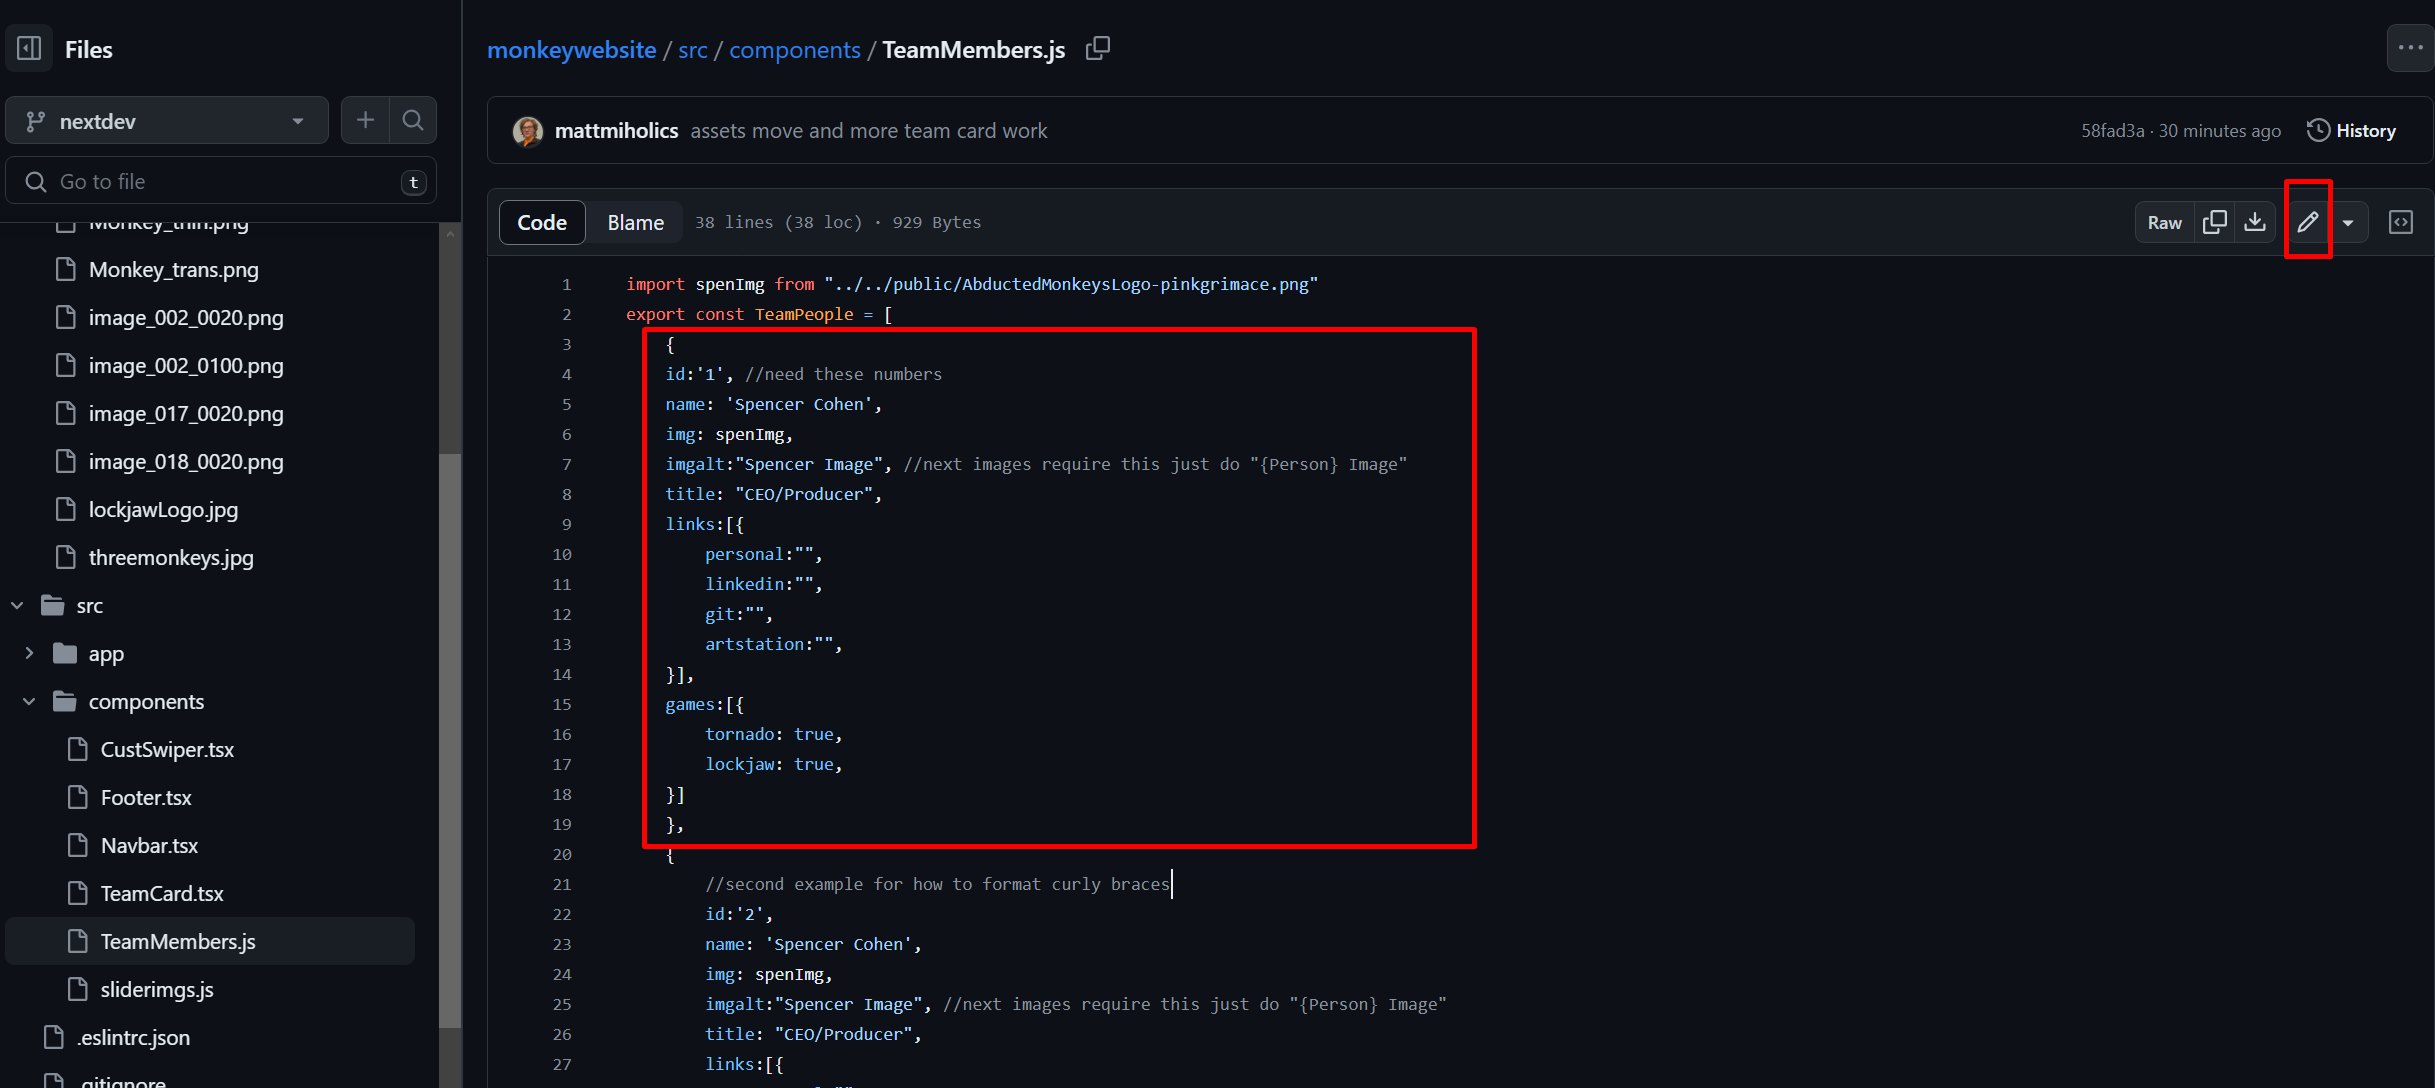 Files
monkeywebsite / src / components / TeamMembers.js
nextdev
mattmiholics assets move and more team card work
58fad3a · 30 minutes ago
History
Go to file
t
Code
Blame
38 lines (38 loc) · 929 Bytes
Raw
Monkey_thin.png
Monkey_trans.png
image_002_0020.png
image_002_0100.png
image_017_0020.png
image_018_0020.png
lockjawLogo.jpg
threemonkeys.jpg
src
app
components
CustSwiper.tsx
Footer.tsx
Navbar.tsx
TeamCard.tsx
TeamMembers.js
sliderimgs.js
.eslintrc.json
.gitignore
1 import spenImg from "../../public/AbductedMonkeysLogo-pinkgrimace.png"
2 export const TeamPeople = [
3 {
4 id:'1', //need these numbers
5 name: 'Spencer Cohen',
6 img: spenImg,
7 imgalt:"Spencer Image", //next images require this just do "{Person} Image"
8 title: "CEO/Producer",
9 links:[{
10 personal:"",
11 linkedin:"",
12 git:"",
13 artstation:"",
14 }],
15 games:[{
16 tornado: true,
17 lockjaw: true,
18 }]
19 },
20 {
21 //second example for how to format curly braces
22 id:'2',
23 name: 'Spencer Cohen',
24 img: spenImg,
25 imgalt:"Spencer Image", //next images require this just do "{Person} Image"
26 title: "CEO/Producer",
27 links:[{